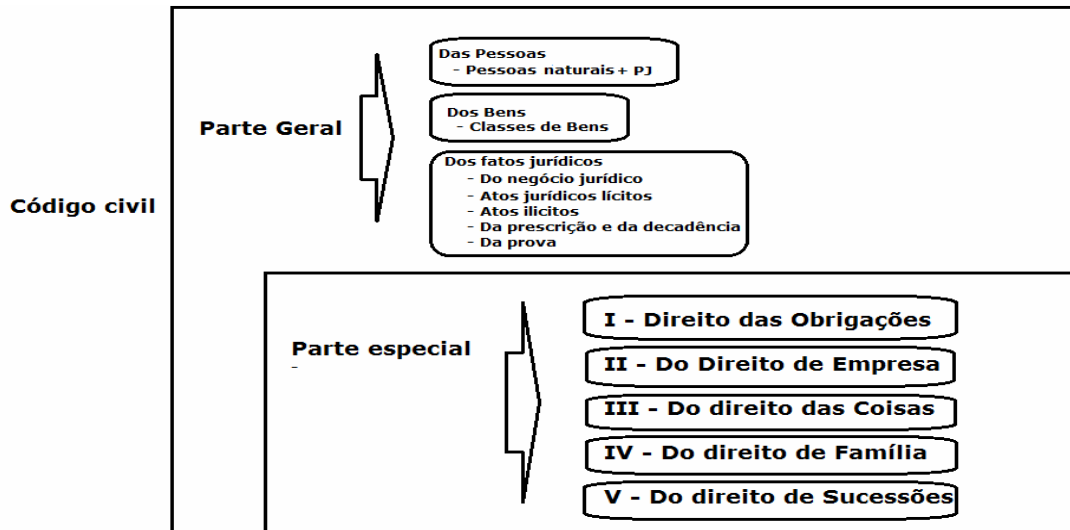 Código civil
Parte Geral
Das Pessoas
- Pessoas naturais + PJ
Dos Bens
- Classes de Bens
Dos fatos jurídicos
- Do negócio jurídico
- Atos jurídicos lícitos
- Atos ilicitos
- Da prescrição e da decadência
- Da prova
Parte especial
-
I - Direito das Obrigações
II - Do Direito de Empresa
III - Do direito das Coisas
IV - Do direito de Família
V - Do direito de Sucessões